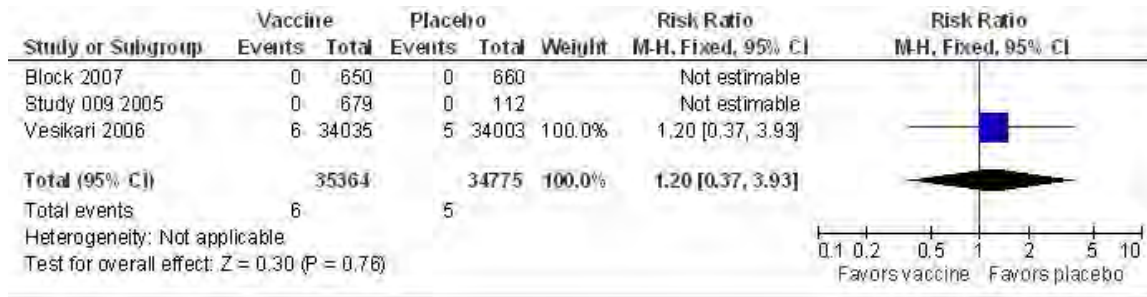 Vaccine Placebo Risk Ratio Risk Ratio
Study or Subgroup Events Total Events Total Weight M-H, Fixed, 95% CI M-H, Fixed, 95% CI
Block 2007 0 650 0 660 Not estimable
Study 009 2005 0 679 0 112 Not estimable
Vesikari 2006 6 34035 5 34003 100.0% 1.20 [0.37, 3.93]
Total (95% CI) 35364 34775 100.0% 1.20 [0.37, 3.93]
Total events 6 5
Heterogeneity: Not applicable
Test for overall effect: Z = 0.30 (P = 0.76)
0.1 0.2 0.5 1 2 5 10
Favors vaccine Favors placebo